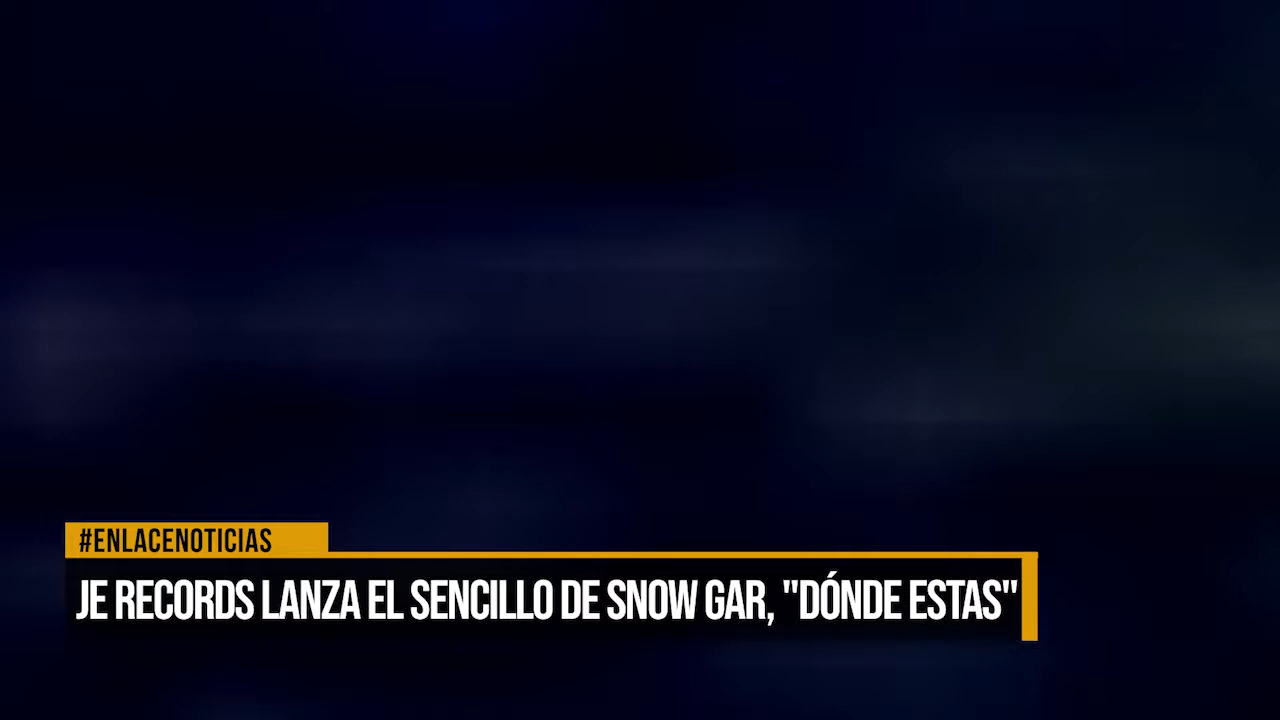 #ENLACENOTICIAS
JE RECORDS LANZA EL SENCILLO DE SNOW GAR, "DÓNDE ESTAS"